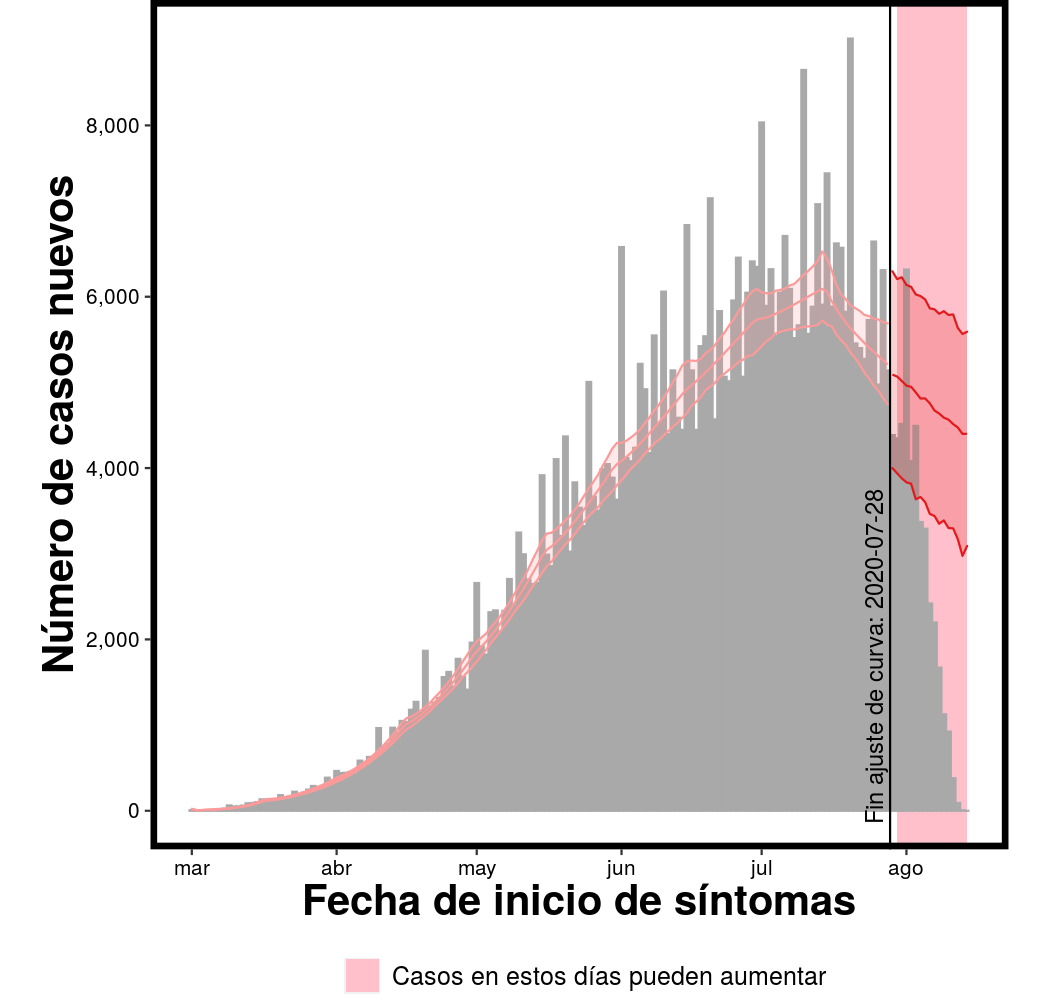 Número de casos nuevos
8,000
6,000
4,000
2,000
0
Fin ajuste de curva: 2020-07-28
mar abr may jun jul ago
Fecha de inicio de síntomas
Casos en estos días pueden aumentar